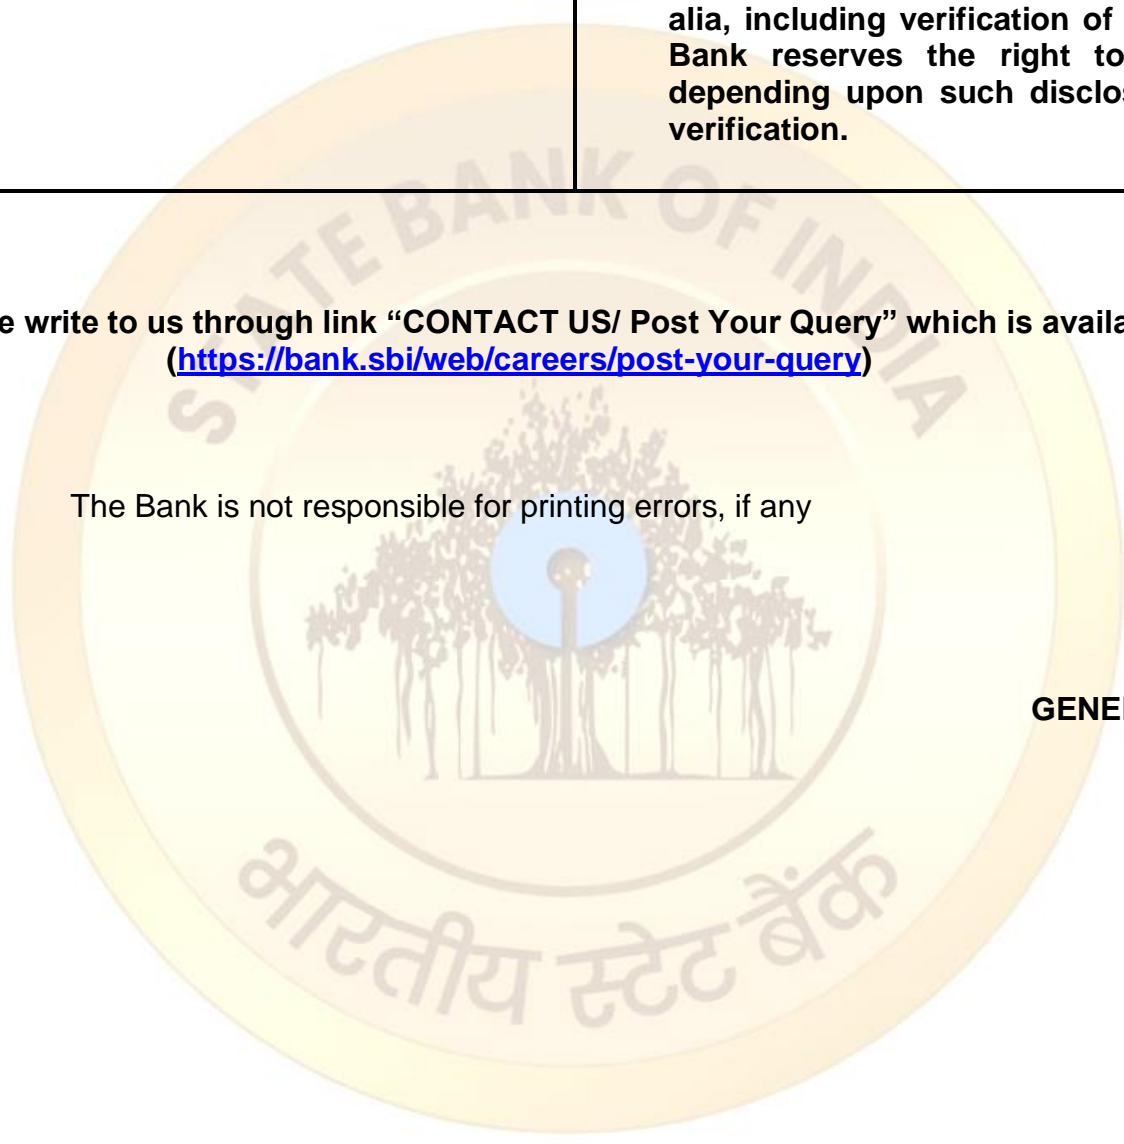 alia, including verification of
Bank reserves the right to
depending upon such disclos
verification.
STATE BANK OF INDIA
e write to us through link “CONTACT US/ Post Your Query” which is availa
(https://bank.sbi/web/careers/post-your-query)
The Bank is not responsible for printing errors, if any
GENE
भारतीय स्टेट बैंक